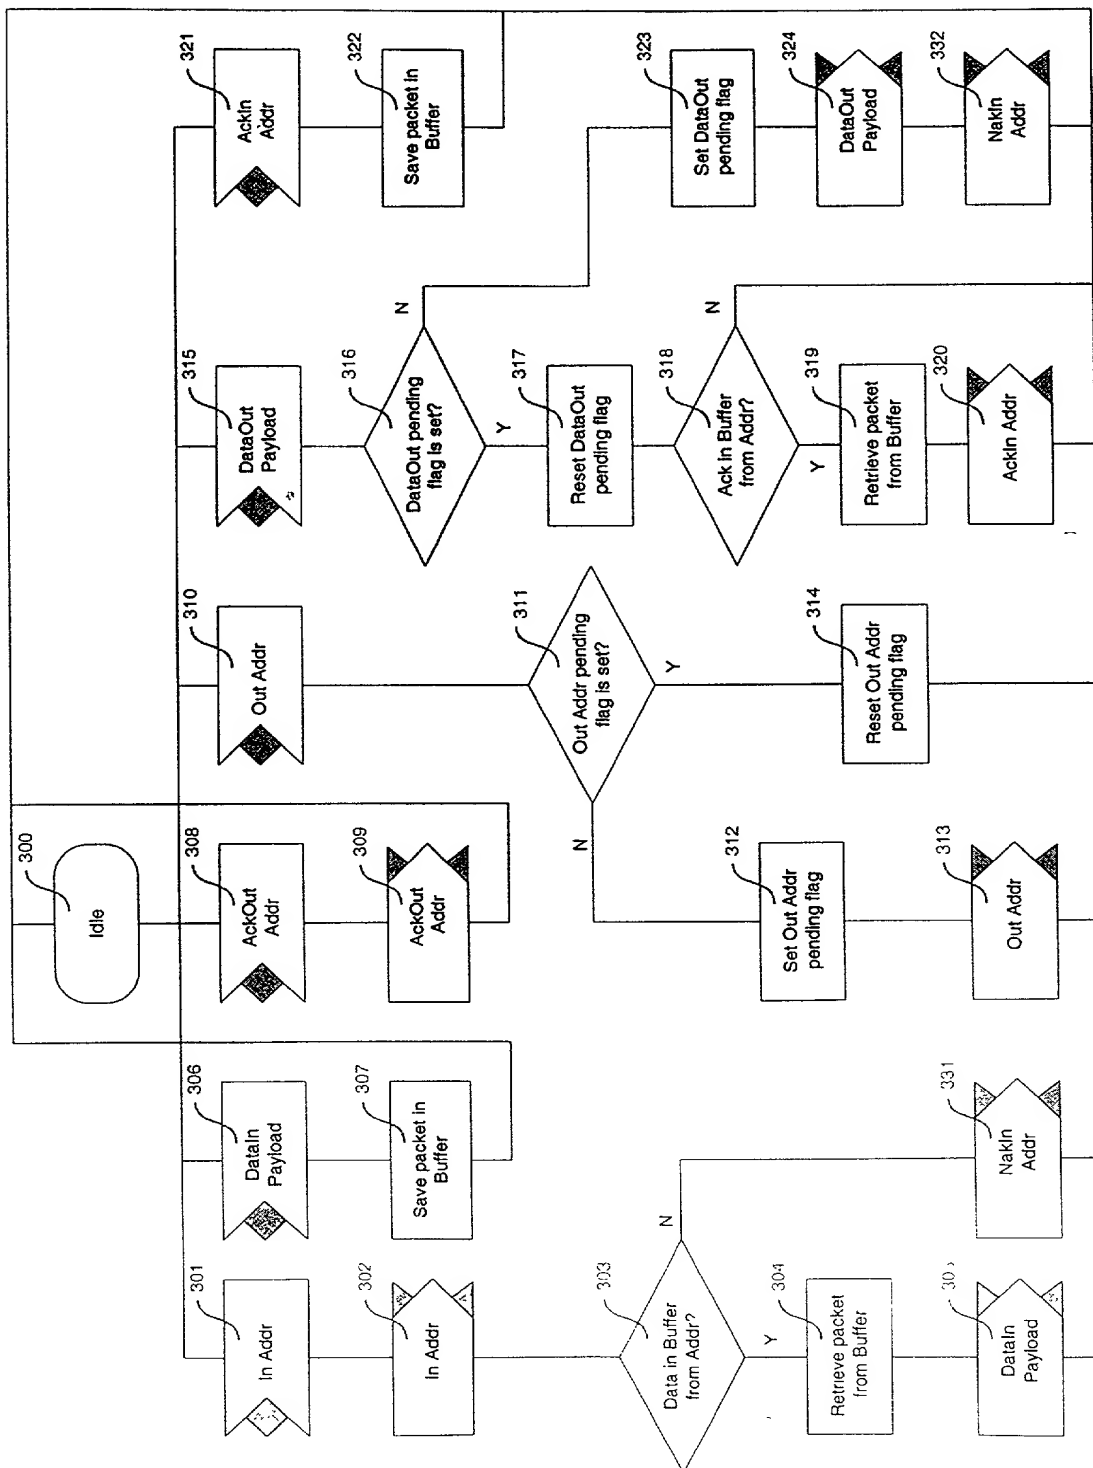 300
Idle
301
In Addr
302
In Addr
303
Data in Buffer
from Addr?
N
Y
304
Retrieve packet
from Buffer
DataIn
Payload
331
NakIn
Addr
306
DataIn
Payload
307
Save packet in
Buffer
308
AckOut
Addr
309
AckOut
Addr
310
Out Addr
311
Out Addr pending
flag is set?
N
Y
312
Set Out Addr
pending flag
313
Out Addr
314
Reset Out Addr
pending flag
315
DataOut
Payload
316
DataOut pending
flag is set?
N
Y
317
Reset DataOut
pending flag
318
Ack in Buffer
from Addr?
N
Y
319
Retrieve packet
from Buffer
320
AckIn Addr
321
AckIn
Addr
322
Save packet in
Buffer
323
Set DataOut
pending flag
324
DataOut
Payload
332
NakIn
Addr